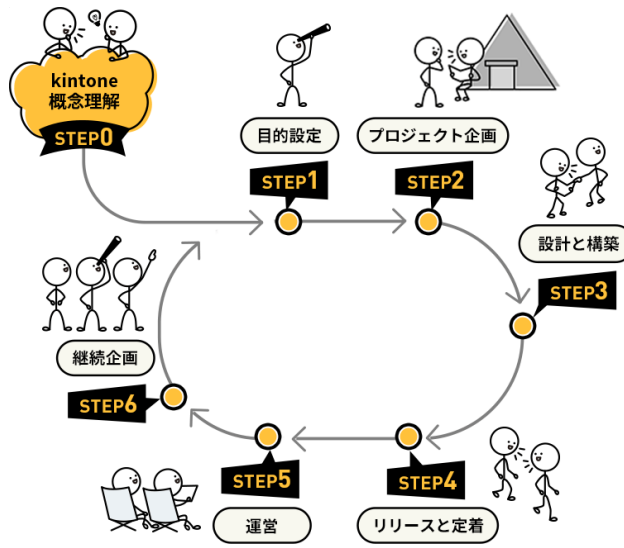 kintone
概念理解
STEP0
目的設定
STEP1
プロジェクト企画
STEP2
設計と構築
STEP3
リリースと定着
STEP4
運営
STEP5
継続企画
STEP6